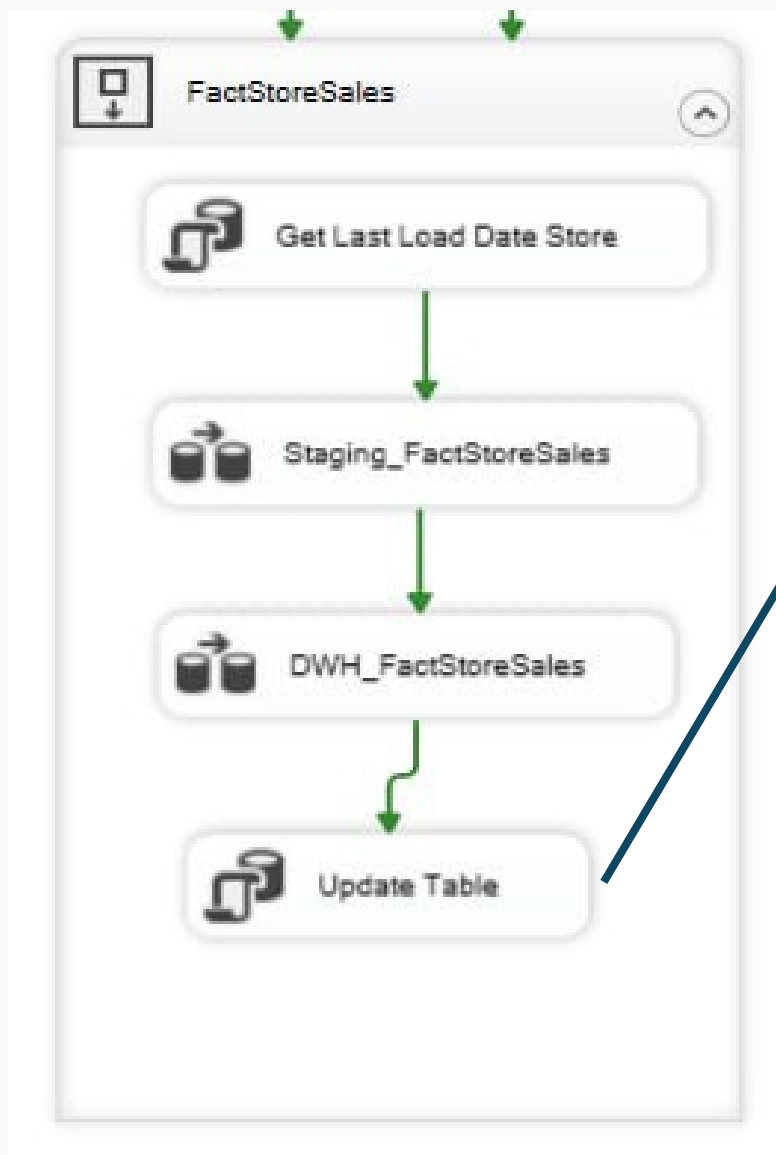 FactStoreSales
Get Last Load Date Store
Staging_FactStoreSales
DWH_FactStoreSales
Update Table